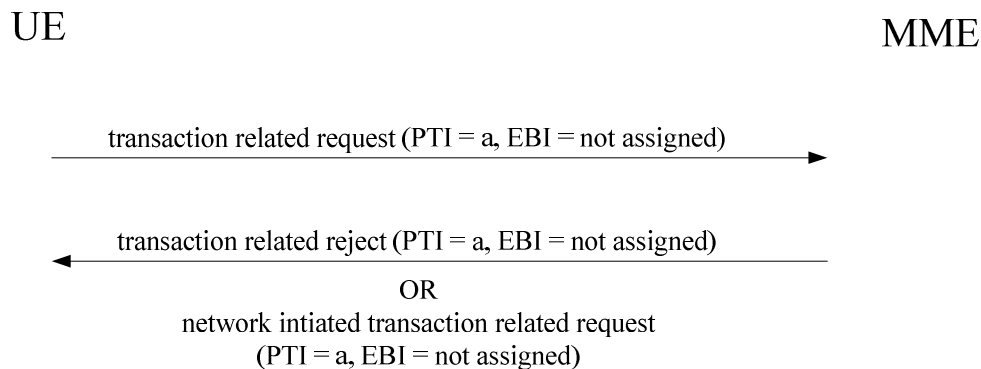 UE
MME
transaction related request (PTI = a, EBI = not assigned)
transaction related reject (PTI = a, EBI = not assigned)
OR
network intiated transaction related request
(PTI = a, EBI = not assigned)